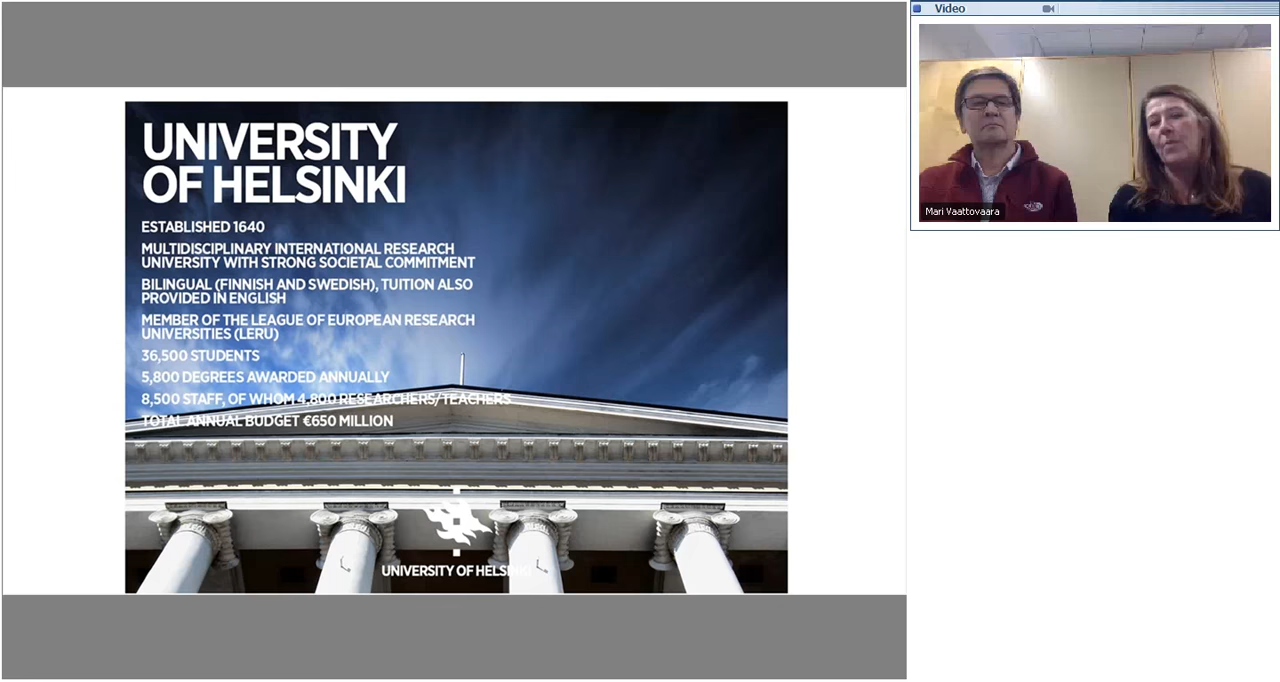 UNIVERSITY
OF HELSINKI
ESTABLISHED 1640
MULTIDISCIPLINARY INTERNATIONAL RESEARCH
UNIVERSITY WITH STRONG SOCIETAL COMMITMENT
BILINGUAL (FINNISH AND SWEDISH), TUITION ALSO
PROVIDED IN ENGLISH
MEMBER OF THE LEAGUE OF EUROPEAN RESEARCH
UNIVERSITIES (LERU)
36,500 STUDENTS
5,800 DEGREES AWARDED ANNUALLY
8,500 STAFF, OF WHOM 4,800 RESEARCHERS/TEACHERS
TOTAL ANNUAL BUDGET €650 MILLION
UNIVERSITY OF HELSINKI
Video
Mari Vaattovaara